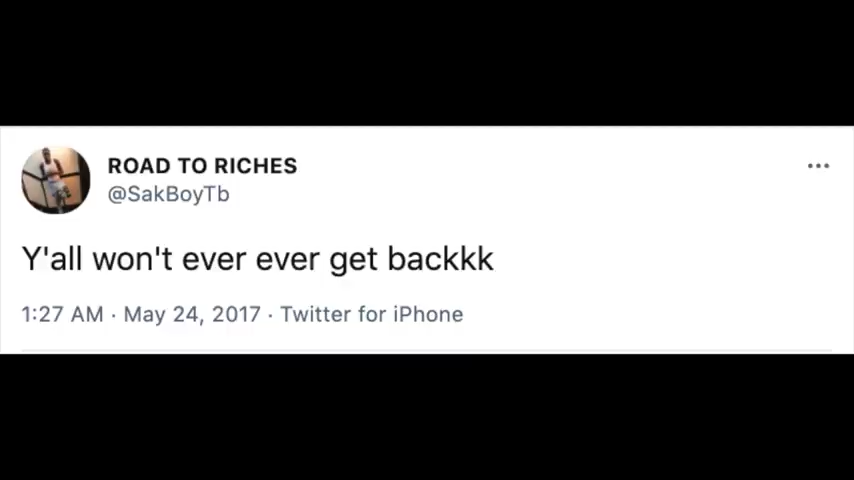 ROAD TO RICHES
@SakBoyTb
Y'all won't ever ever get backkk
1:27 AM · May 24, 2017 · Twitter for iPhone